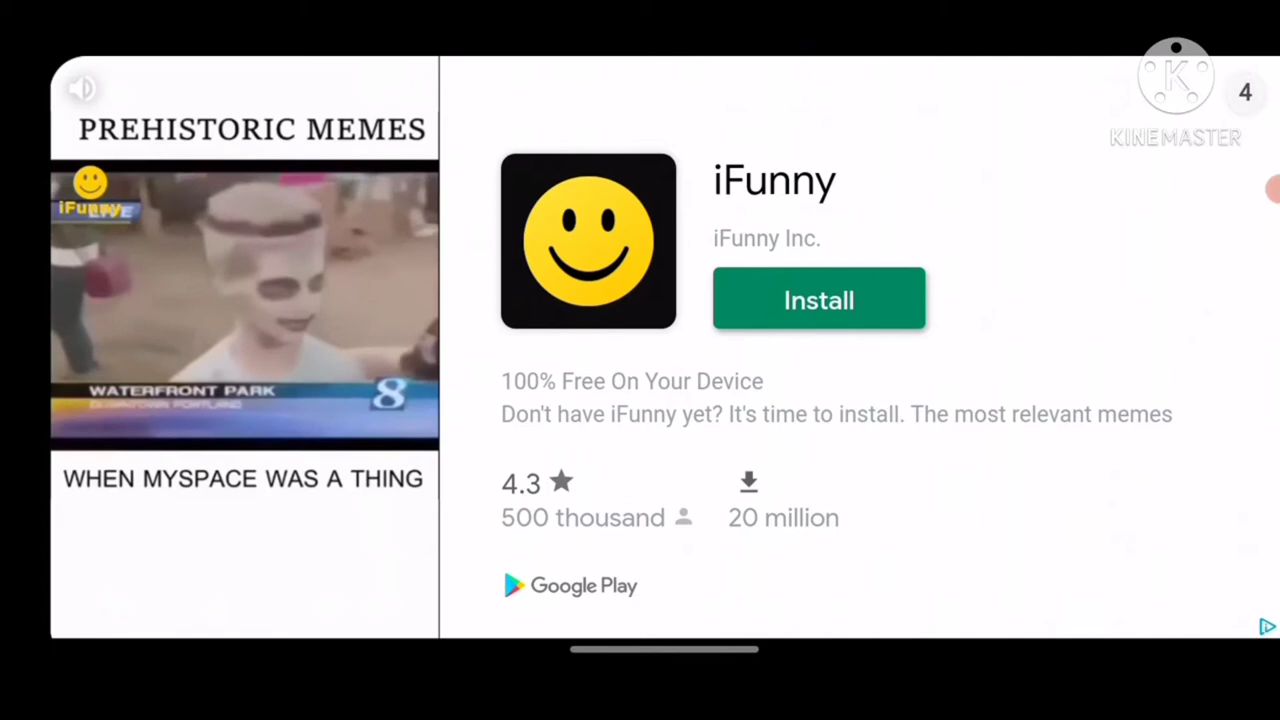 PREHISTORIC MEMES
iFunny
WATERFRONT PARK
DOWNTOWN PORTLAND
8
WHEN MYSPACE WAS A THING
iFunny
iFunny Inc.
Install
100% Free On Your Device
Don't have iFunny yet? It's time to install. The most relevant memes
4.3
500 thousand
20 million
Google Play
K
KINEMASTER
4